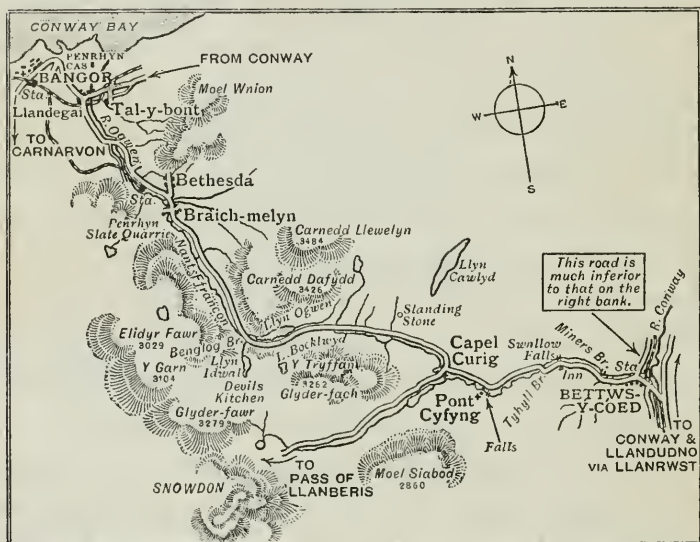 CONWAY BAY
PENRHYN
CAS
BANGOR
Sta.
Llandegai
FROM CONWAY
Moel Wnion
Tal-y-bont
R. Ogwen
TO
CARNARVON
Bethesda
Sta.
Braich-melyn
Penrhyn
Slate Quarries
Nant Ffrancon
Carnedd Llewelyn
3484
Carnedd Dafydd
3426
Llyn Ogwen
Llyn
Cawlyd
Standing
Stone
Elidyr Fawr
3029
Y Garn
3104
Benglog
Br.
Llyn
Idwal
Devils
Kitchen
L. Bochlwyd
Y Tryffan
3262
Glyder-fach
Glyder-fawr
3279
Capel
Curig
Pont
Cyfyng
Falls
Tyhyll Br.
Swallow
Falls
Inn
Miners Br.
Sta.
BETTWS-
Y-COED
This road is
much inferior
to that on the
right bank.
R. Conway
TO
CONWAY &
LLANDUDNO
VIA LLANRWST
TO
PASS OF
LLANBERIS
SNOWDON
Moel Siabod
2860
N
W
E
S